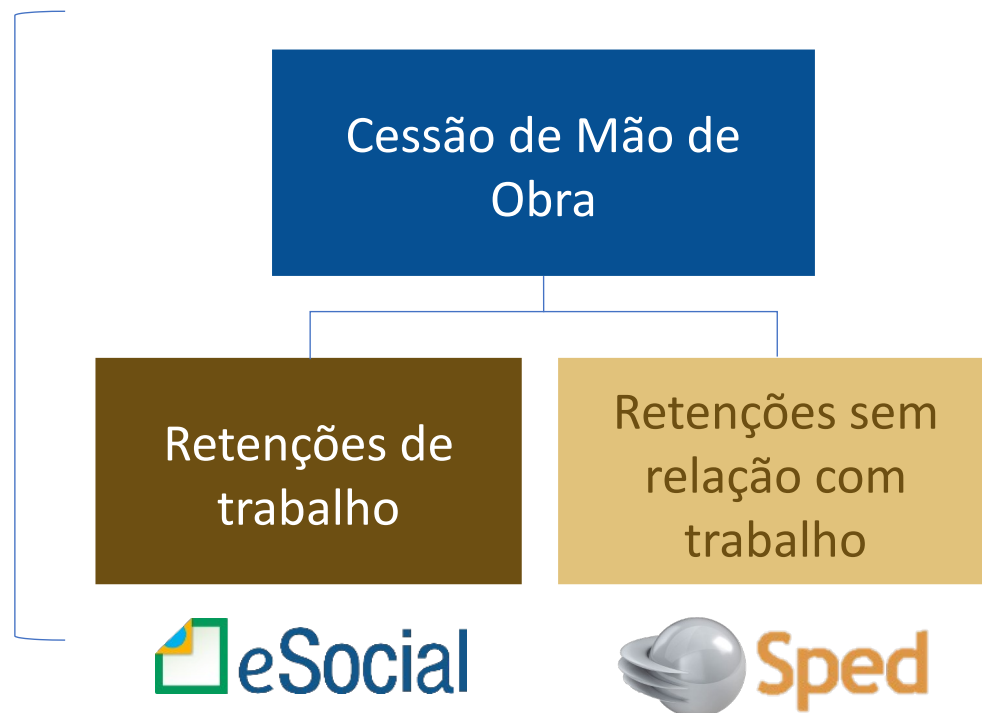 Cessão de Mão de
Obra
Retenções de
trabalho
Retenções sem
relação com
trabalho
eSocial
Sped